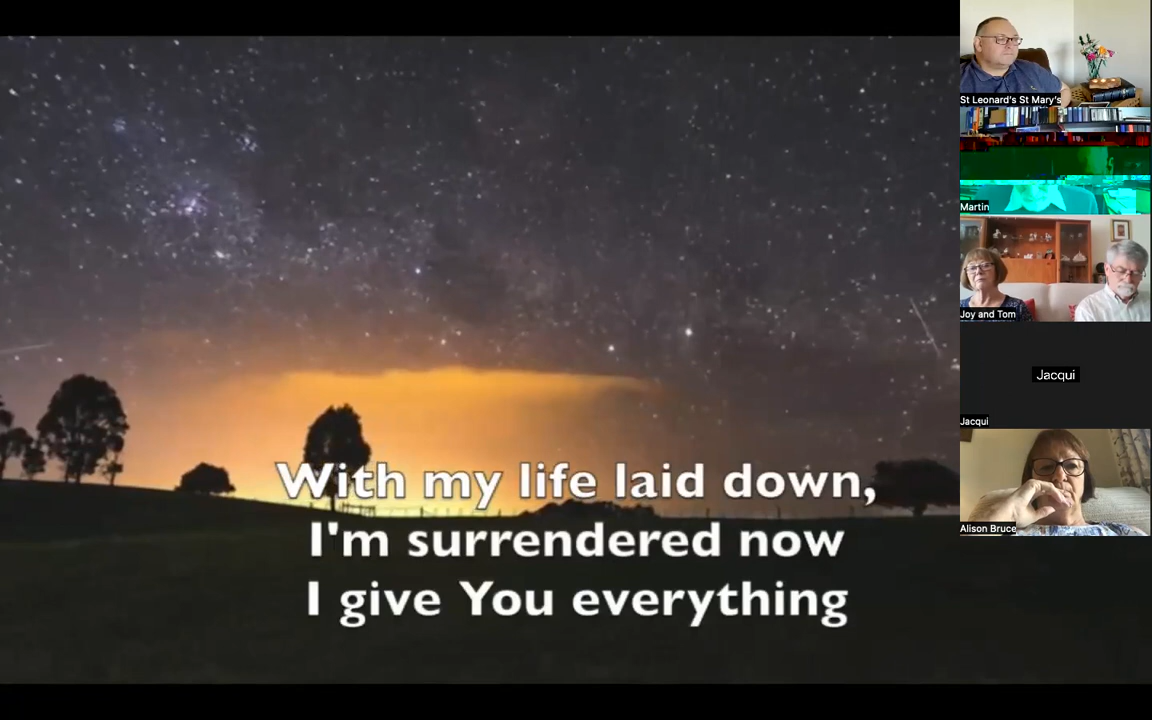 With my life laid down,
I'm surrendered now
I give You everything
St Leonard's St Mary's
Martin
Joy and Tom
Jacqui
Jacqui
Alison Bruce